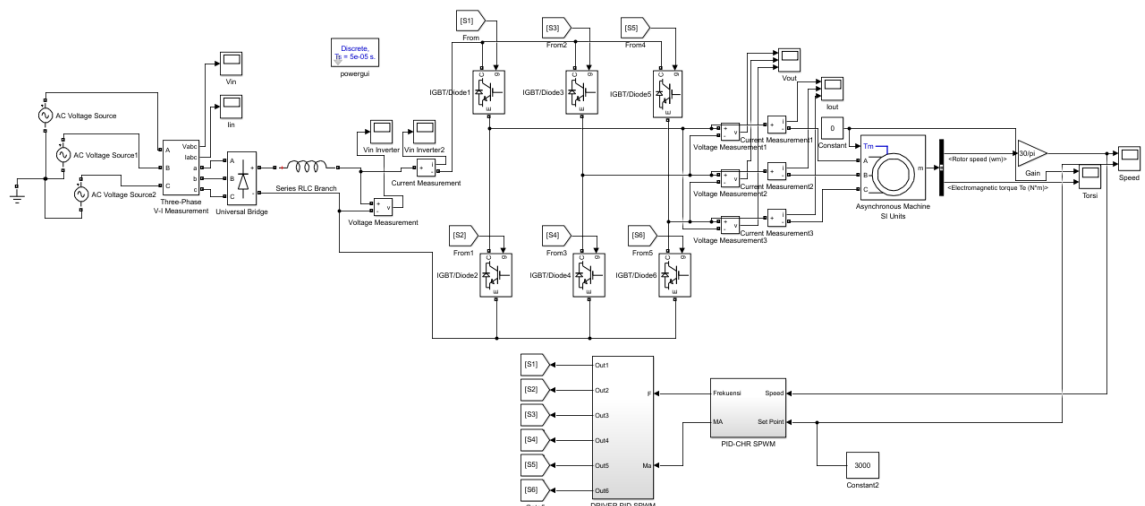 [S1]
From
[S3]
From2
[S5]
From4
Discrete,
Ts = 5e-05 s.
powergui
Vin
Iin
AC Voltage Source
AC Voltage Source1
AC Voltage Source2
Vabc
Iabc
A
B
C
a
b
c
Three-Phase
V-I Measurement
A
B
C
+
-
Universal Bridge
Series RLC Branch
Vin Inverter
Vin Inverter2
+
i
-
Current Measurement
+
v
-
Voltage Measurement
IGBT/Diode1
C
g
E
IGBT/Diode3
C
g
E
IGBT/Diode5
C
g
E
Vout
Iout
Voltage Measurement1
Current Measurement1
Voltage Measurement2
Current Measurement2
Voltage Measurement3
Current Measurement3
0
Constant
Tm
A
B
C
m
Asynchronous Machine
SI Units
<Rotor speed (wm)>
<Electromagnetic torque Te (N*m)>
30/pi
Gain
Torsi
Speed
[S2]
From1
[S4]
From3
[S6]
From5
IGBT/Diode2
C
g
E
IGBT/Diode4
C
g
E
IGBT/Diode6
C
g
E
[S1]
[S2]
[S3]
[S4]
[S5]
[S6]
Out1
Out2
Out3
Out4
Out5
Out6
F
Ma
DRIVER PID SPWM
Frekuensi
MA
Speed
Set Point
PID-CHR SPWM
3000
Constant2